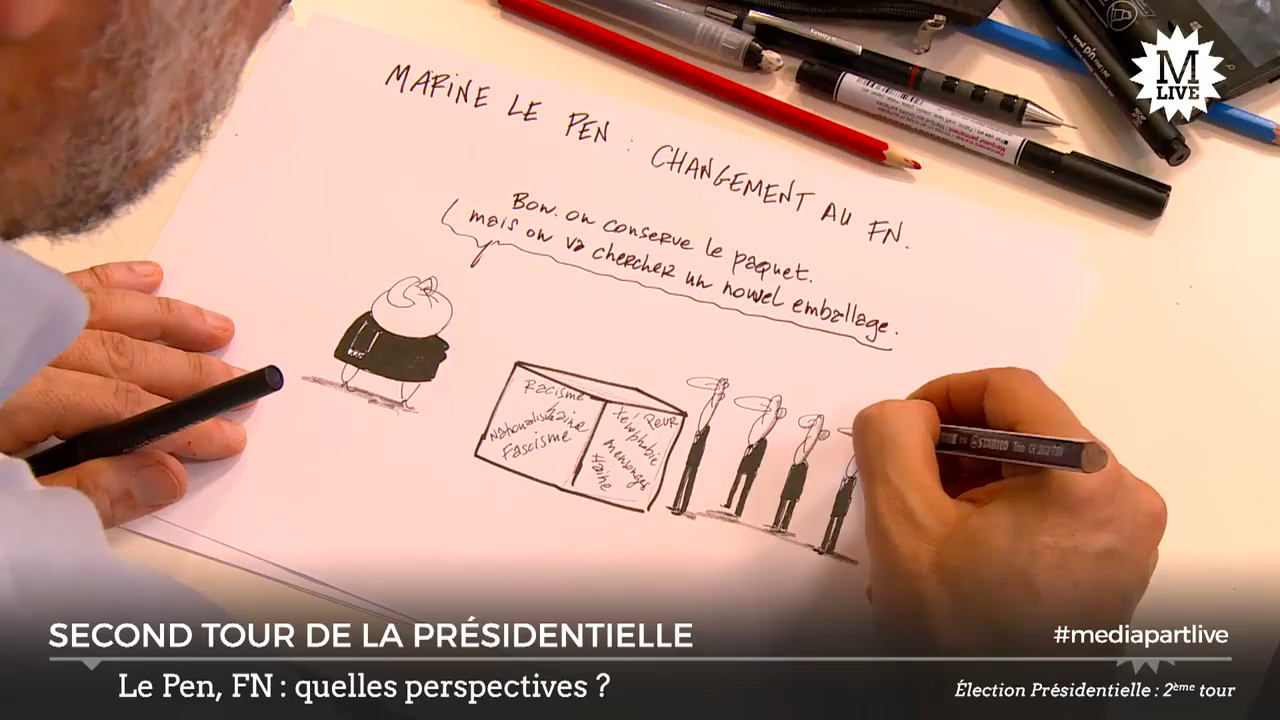 M
LIVE
MARINE LE PEN : CHANGEMENT AU FN.
Bon. on conserve le paquet.
mais on va chercher un nouvel emballage.
Racisme
haine
Nationalisme
Fascisme
Peur
mensonges
Haine
STABILO
SECOND TOUR DE LA PRÉSIDENTIELLE
#mediapartlive
Le Pen, FN : quelles perspectives ?
Élection Présidentielle : 2ème tour